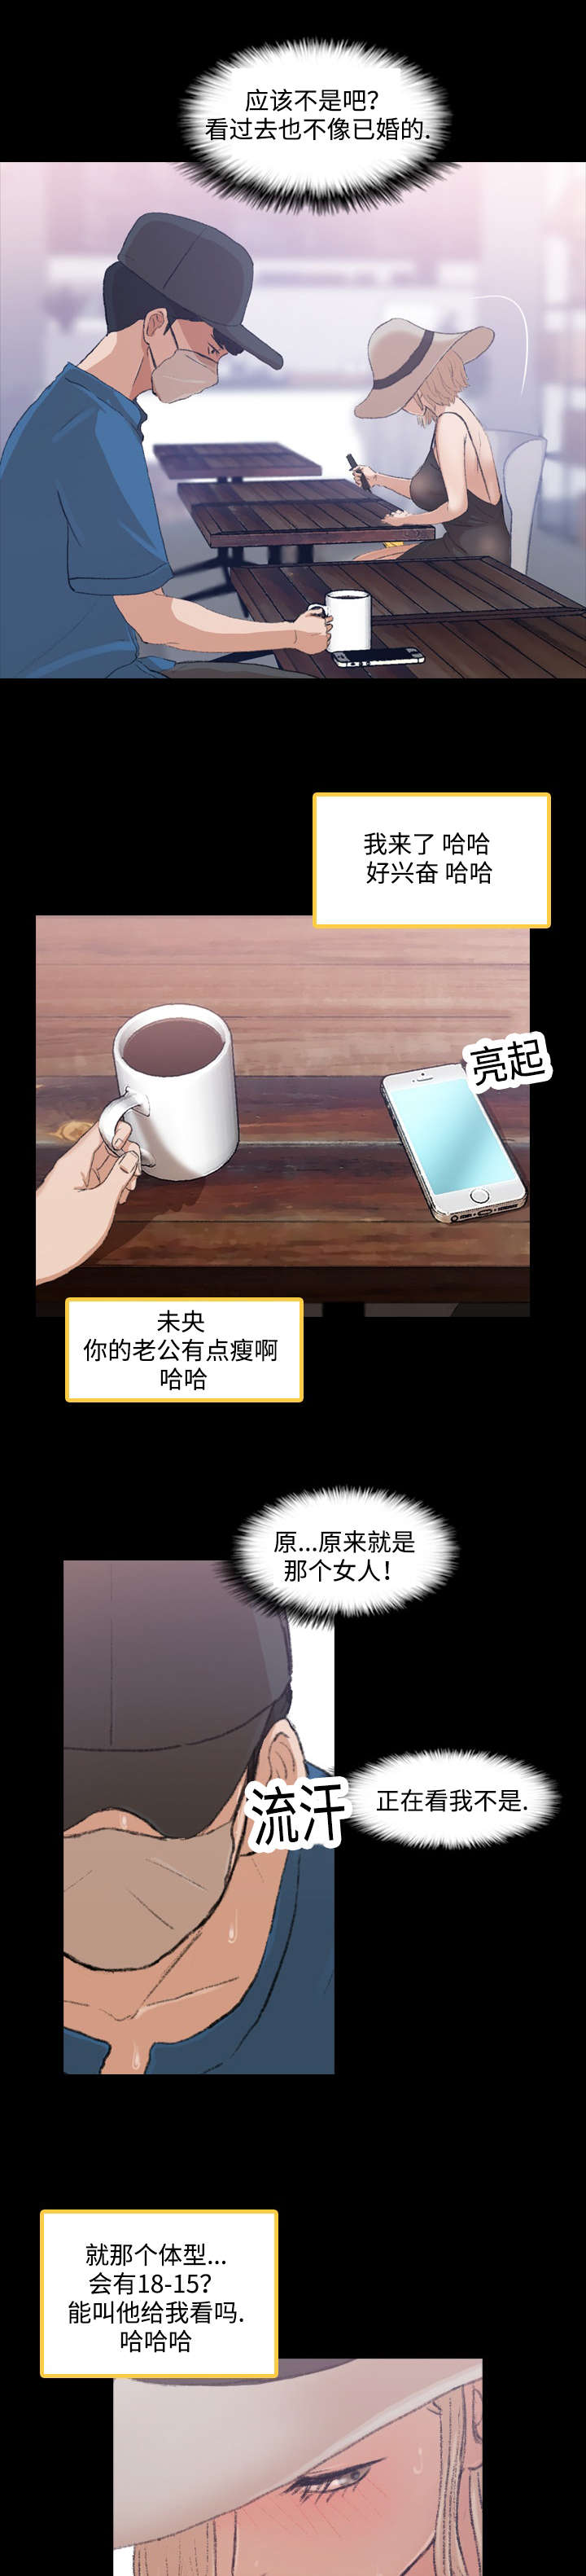 应该不是吧？
看过去也不像已婚的.
我来了 哈哈
好兴奋 哈哈
亮起
未央
你的老公有点瘦啊
哈哈
原...原来就是
那个女人！
流汗
正在看我不是.
就那个体型...
会有18-15？
能叫他给我看吗.
哈哈哈